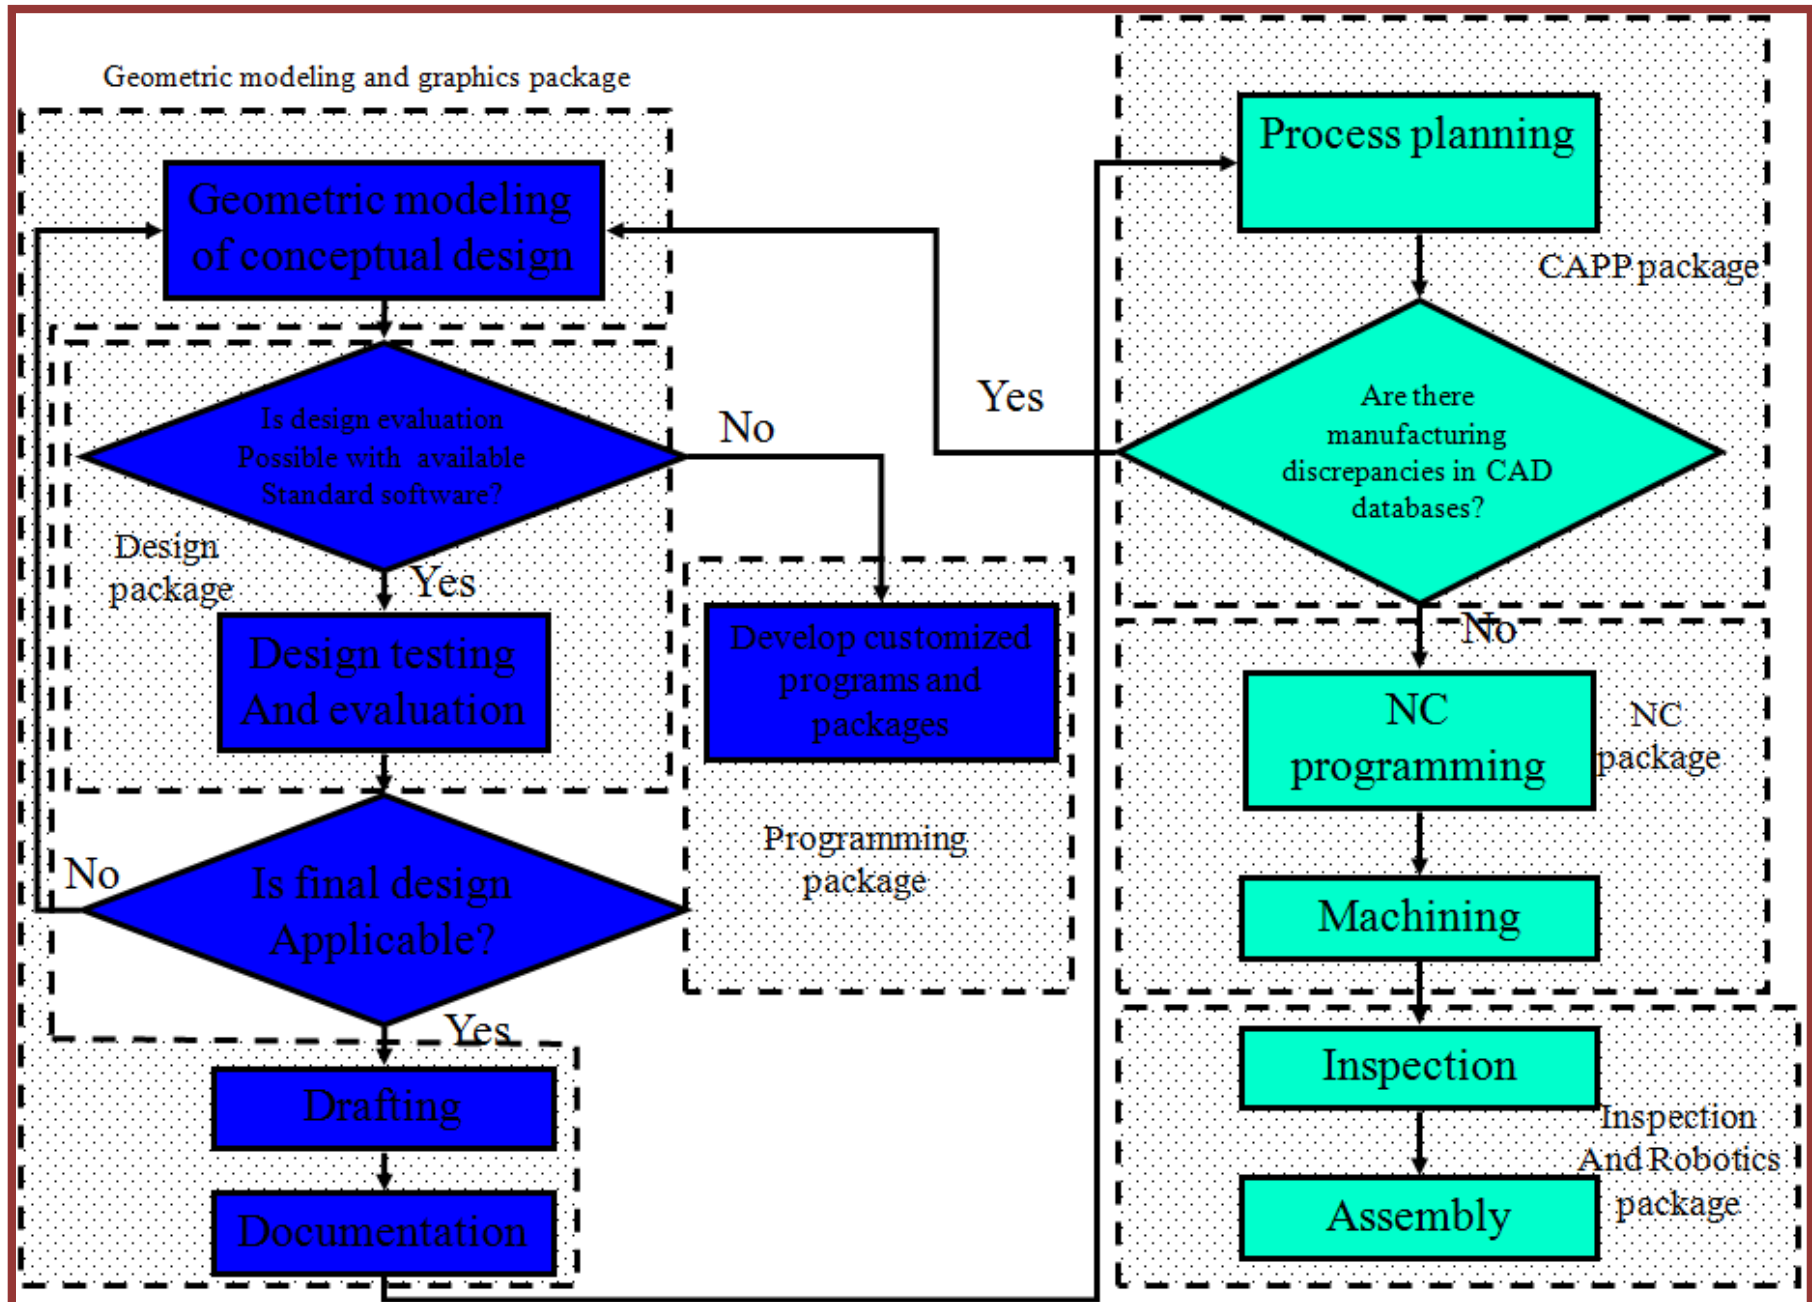 Geometric modeling and graphics package
Geometric modeling
of conceptual design
Is design evaluation
Possible with available
Standard software?
No
Design
package
Yes
Design testing
And evaluation
Develop customized
programs and
packages
Programming
package
No
Is final design
Applicable?
Yes
Drafting
Documentation
Process planning
CAPP package
Yes
Are there
manufacturing
discrepancies in CAD
databases?
No
NC
programming
NC
package
Machining
Inspection
Inspection
And Robotics
package
Assembly